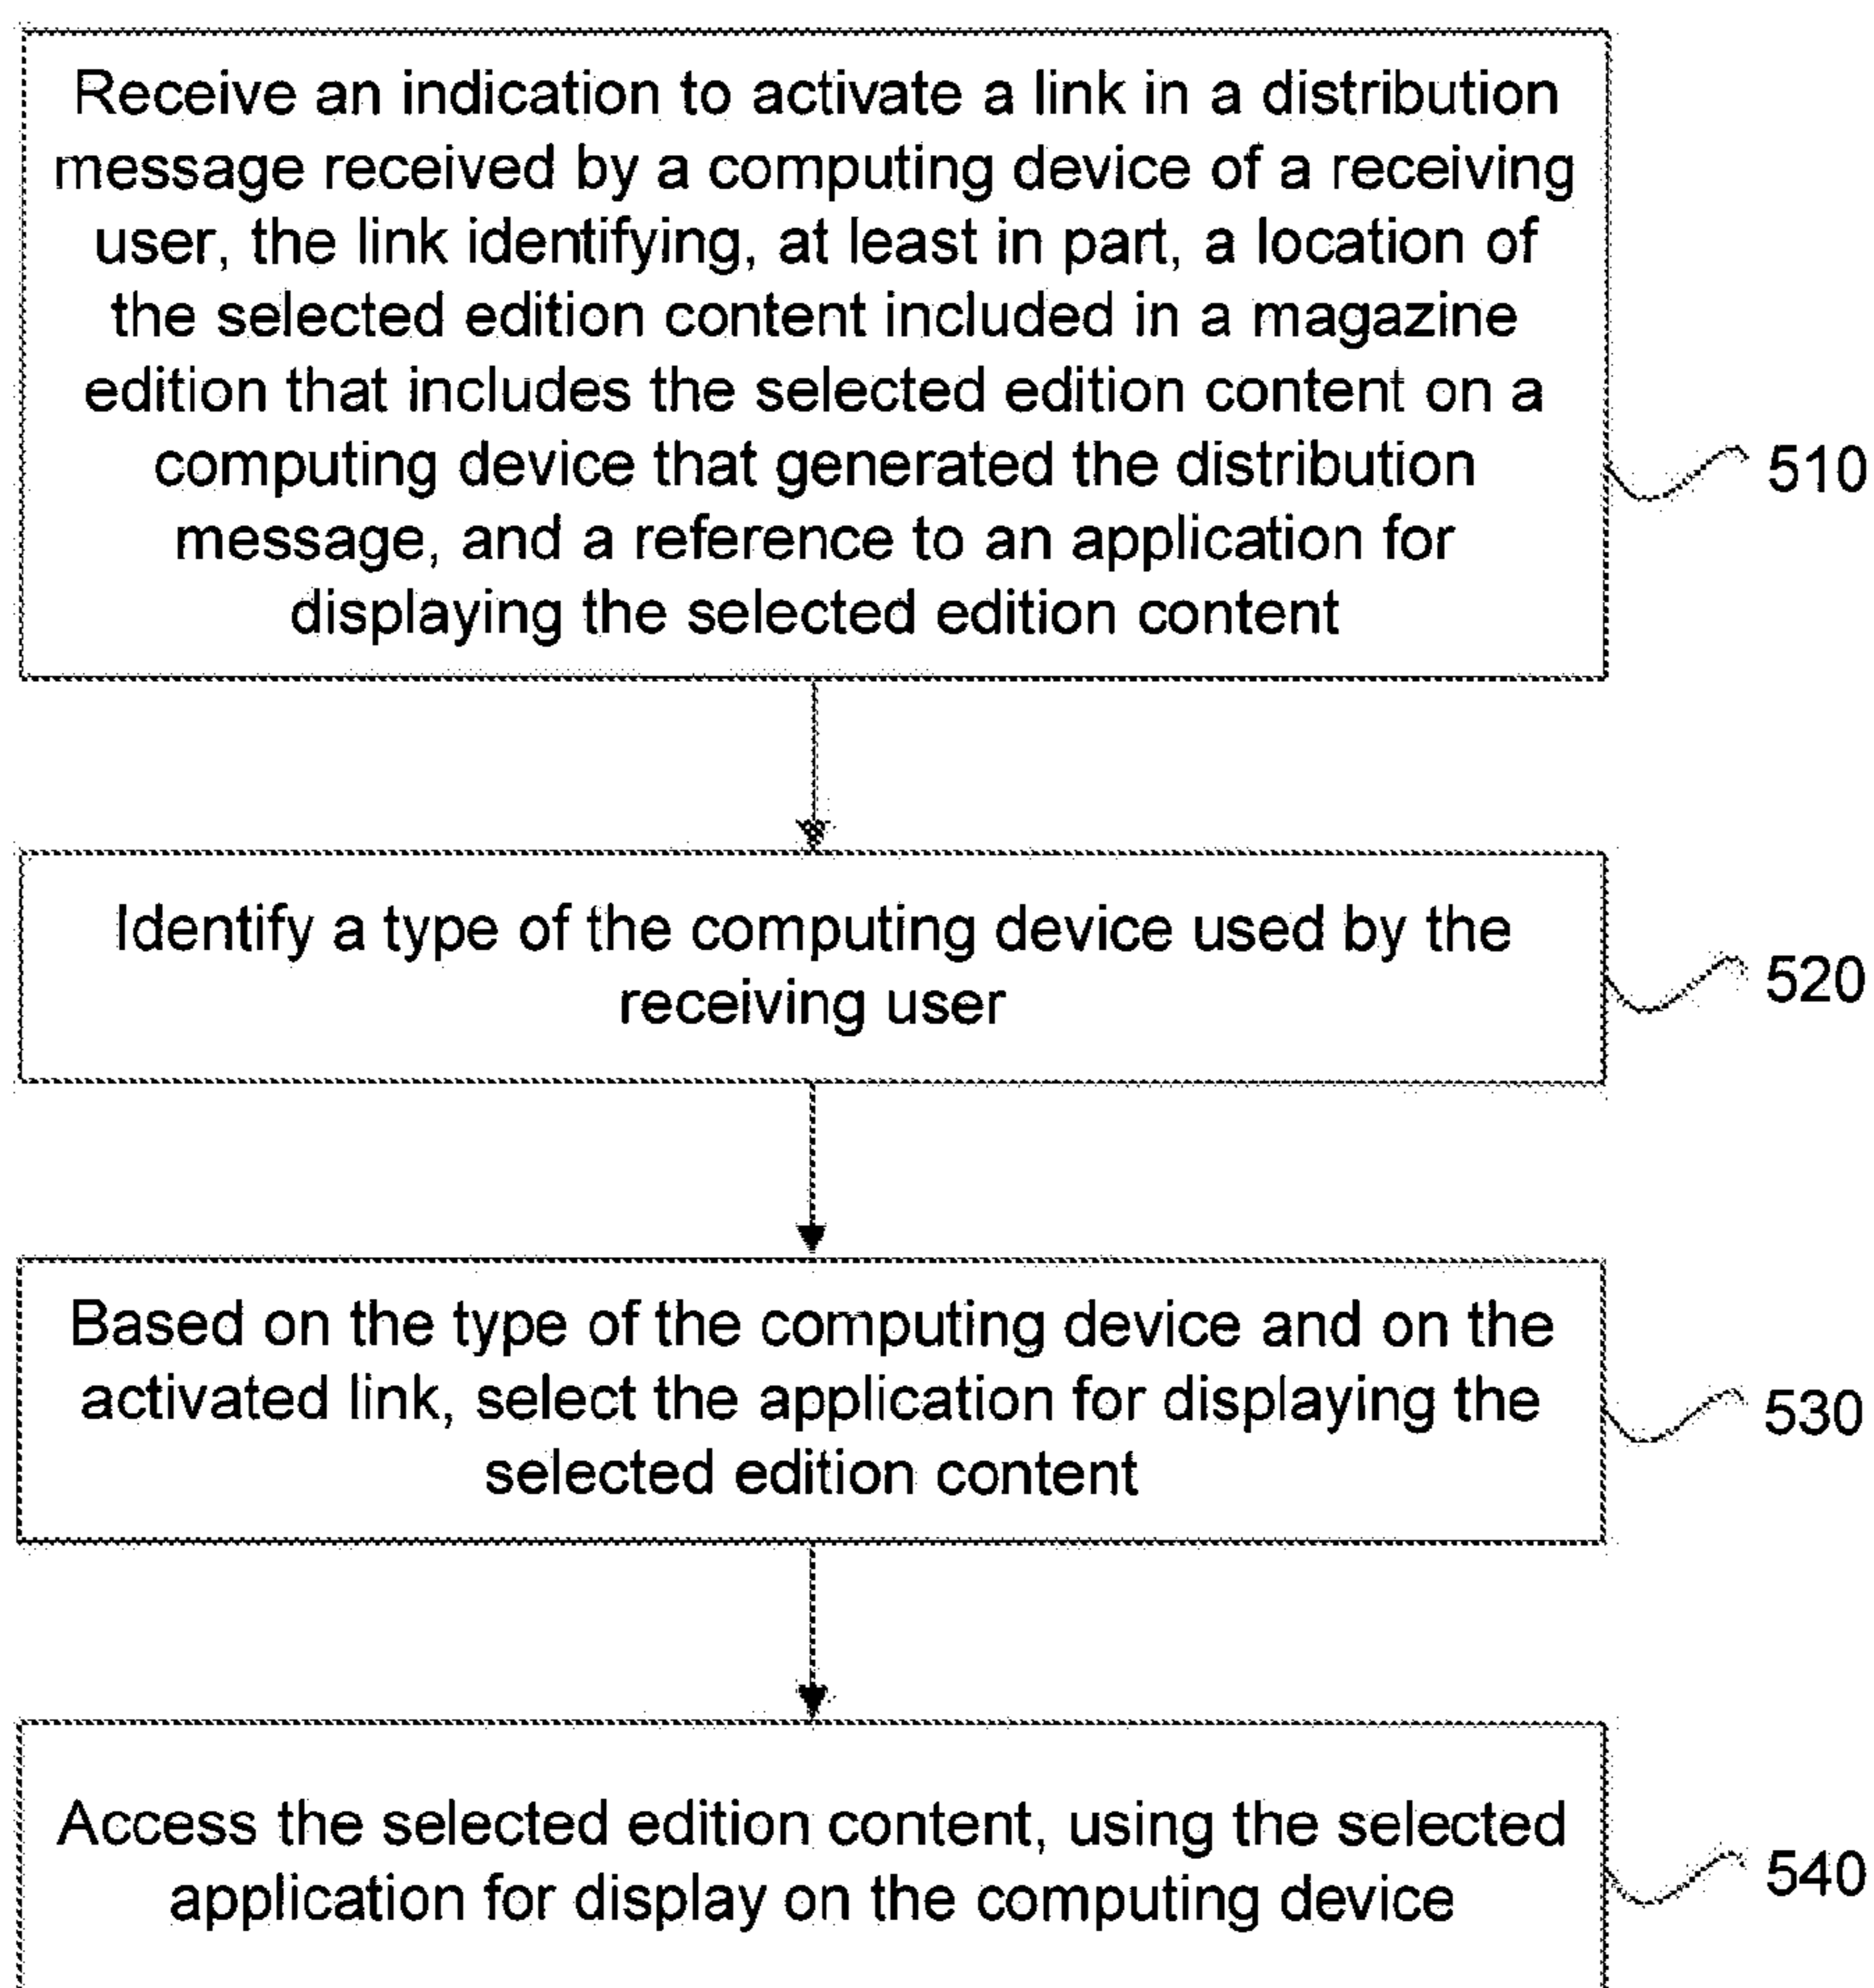 Receive an indication to activate a link in a distribution
message received by a computing device of a receiving
user, the link identifying, at least in part, a location of
the selected edition content included in a magazine
edition that includes the selected edition content on a
computing device that generated the distribution
message, and a reference to an application for
displaying the selected edition content
510
Identify a type of the computing device used by the
receiving user
520
Based on the type of the computing device and on the
activated link, select the application for displaying the
selected edition content
530
Access the selected edition content, using the selected
application for display on the computing device
540